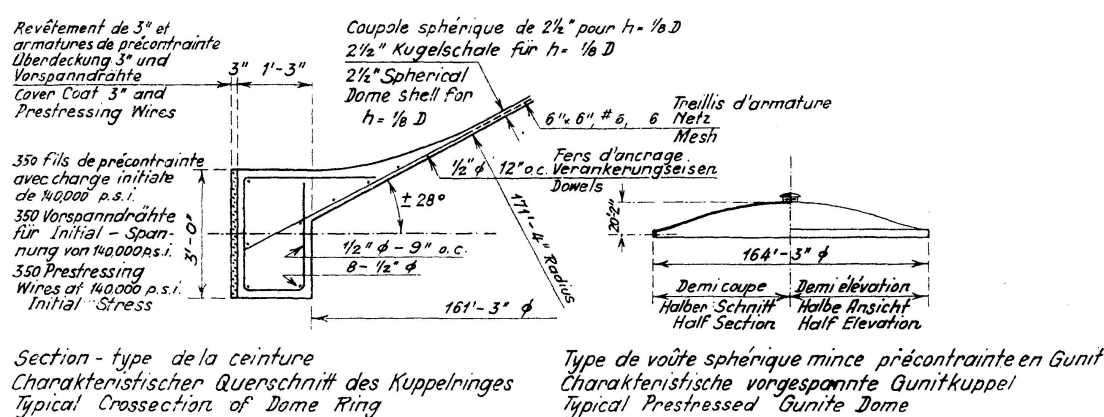 Revêtement de 3" et
armatures de précontrainte
Überdeckung 3" und
Vorspanndrähte
Cover Coat 3" and
Prestressing Wires
3" 1'-3"
Coupole sphérique de 2½" pour h = ⅛ D
2½" Kugelschale für h = ⅛ D
2½" Spherical
Dome shell for
h = ⅛ D
Treillis d'armature
6"x 6", # 6, 6 Netz
Mesh
Fers d'ancrage.
½" ϕ 12" o.c. Verankerungseisen
Dowels
350 fils de précontrainte
avec charge initiale
de 140,000 p.s.i.
350 Vorspanndrähte
für Initial - Span-
nung von 140,000 p.s.i.
350 Prestressing
Wires at 140,000 p.s.i.
Initial Stress
3'-0"
± 28°
½" ϕ - 9" o.c.
8 - ½" ϕ
171'-4" Radius
161'-3" ϕ
20'-2"
164'-3" ϕ
Demi coupe
Halber Schnitt
Half Section
Demi élévation
Halbe Ansicht
Half Elevation
Section - type de la ceinture
Charakteristischer Querschnitt des Kuppelringes
Typical Crossection of Dome Ring
Type de voûte sphérique mince précontrainte en Gunit
Charakteristische vorgespannte Gunitkuppel
Typical Prestressed Gunite Dome